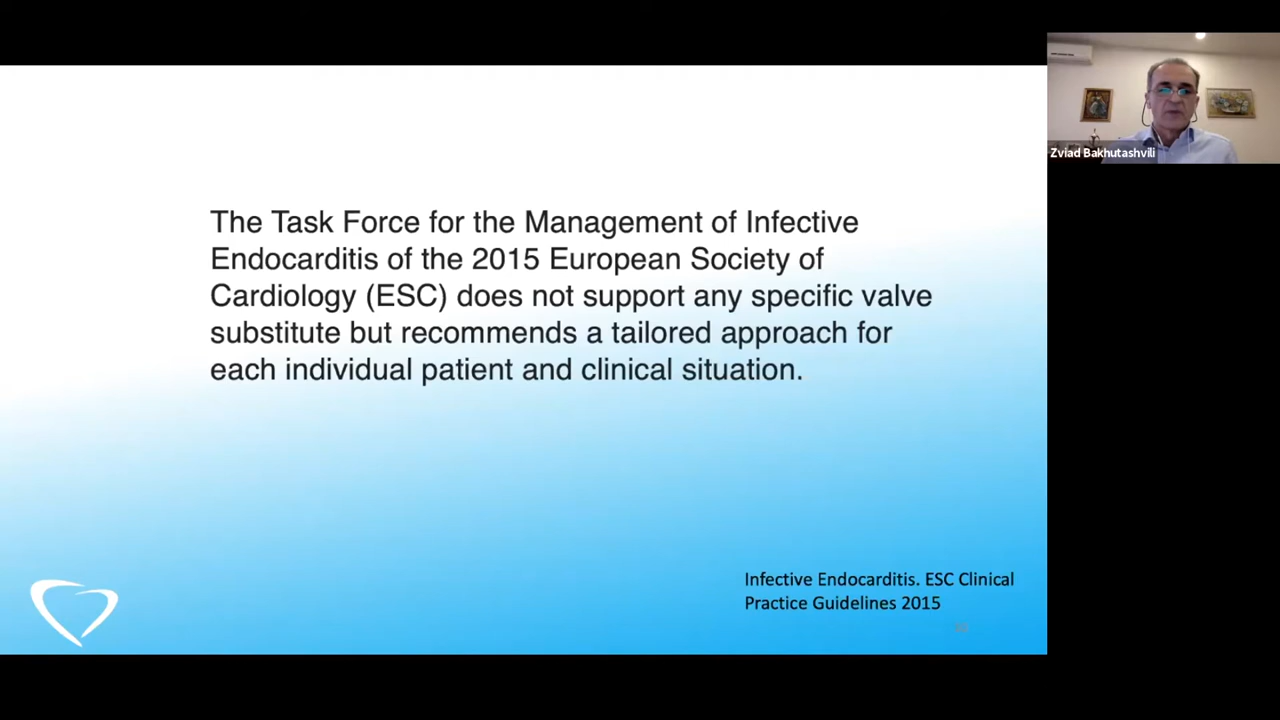 The Task Force for the Management of Infective
Endocarditis of the 2015 European Society of
Cardiology (ESC) does not support any specific valve
substitute but recommends a tailored approach for
each individual patient and clinical situation.
Infective Endocarditis. ESC Clinical
Practice Guidelines 2015
Zviad Bakhutashvili